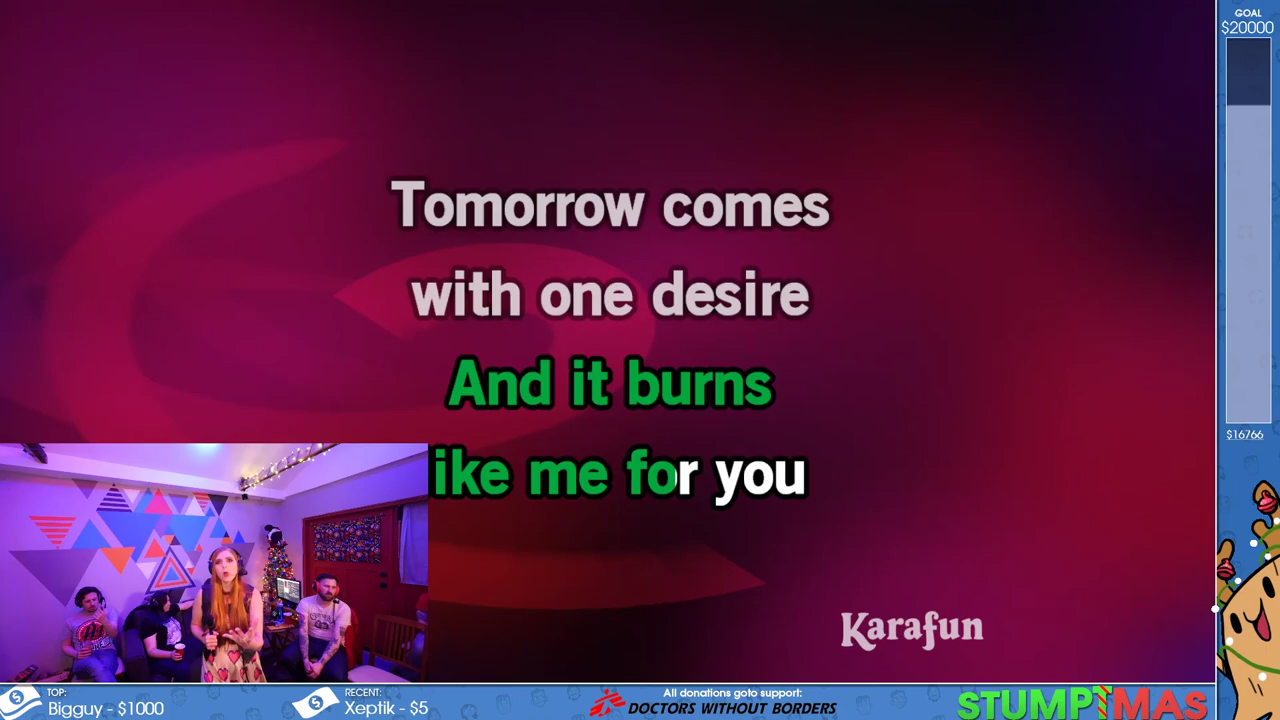 GOAL
$20000
Tomorrow comes
with one desire
And it burns
ike me for you
$16766
Karafun
TOP:
Bigguy - $1000
RECENT:
Xeptik - $5
All donations goto support:
DOCTORS WITHOUT BORDERS
STUMPTMAS